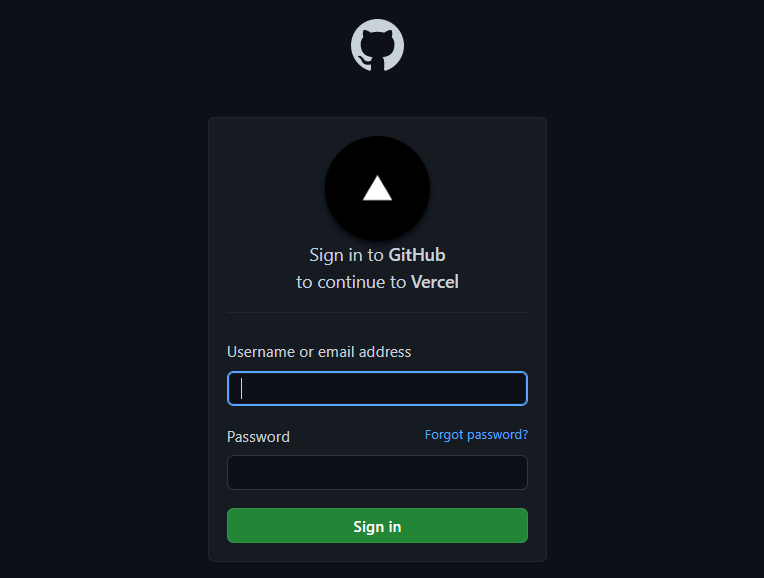 Sign in to GitHub
to continue to Vercel
Username or email address
Password
Forgot password?
Sign in